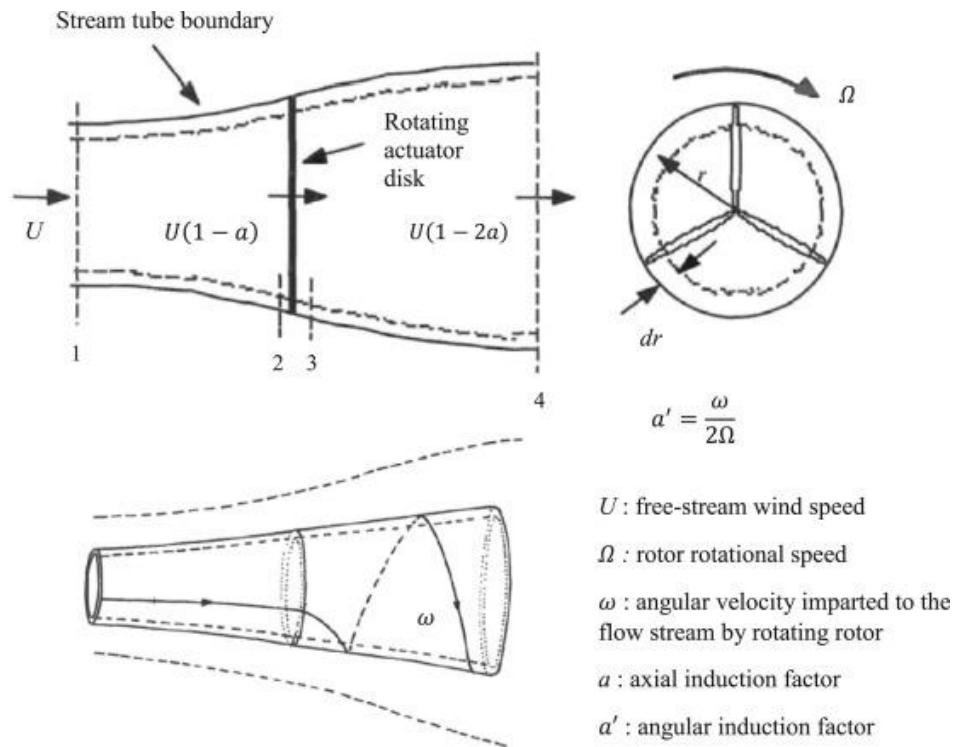 Stream tube boundary
Rotating
actuator
disk
Ω
r
U
U(1 − a)
U(1 − 2a)
dr
1
2
3
4
a′ = ω/2Ω
ω
U : free-stream wind speed
Ω : rotor rotational speed
ω : angular velocity imparted to the
flow stream by rotating rotor
a : axial induction factor
a′ : angular induction factor